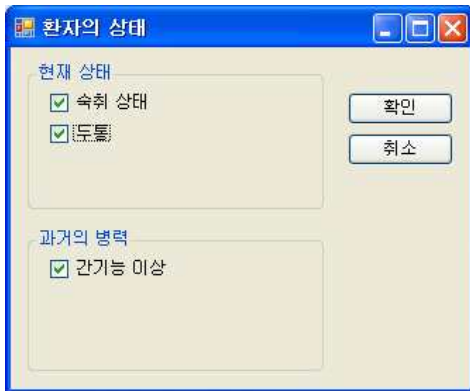 환자의 상태
현재 상태
숙취 상태
두통
확인
취소
과거의 병력
간기능 이상